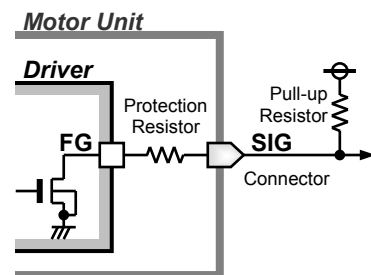 Motor Unit
Driver
Protection
Resistor
Pull-up
Resistor
FG
SIG
Connector